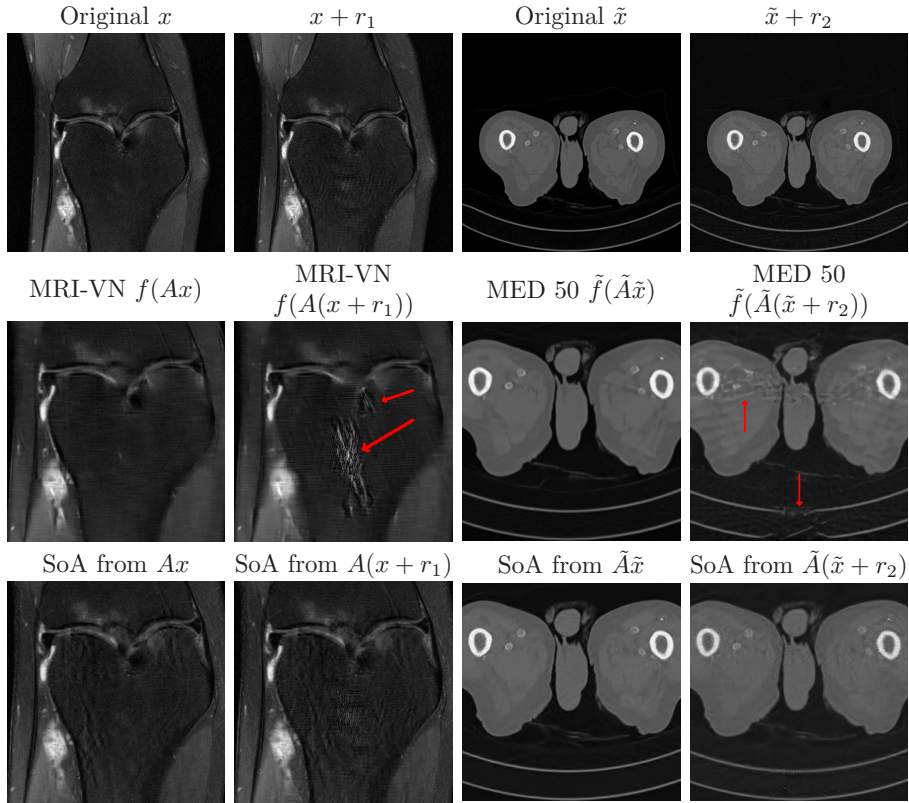 Original x
x + r₁
Original x̃
x̃ + r₂
MRI-VN f(Ax)
MRI-VN
f(A(x + r₁))
MED 50 f̃(Ãx̃)
MED 50
f̃(Ã(x̃ + r₂))
SoA from Ax
SoA from A(x + r₁)
SoA from Ãx̃
SoA from Ã(x̃ + r₂)